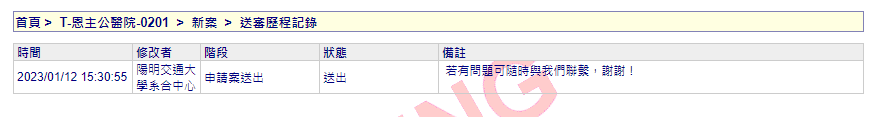 首頁 > T-恩主公醫院-0201 > 新案 > 送審歷程記錄
時間 修改者 階段 狀態 備註
2023/01/12 15:30:55 陽明交通大學系合中心 申請案送出 送出 若有問題可隨時與我們聯繫，謝謝！
NG